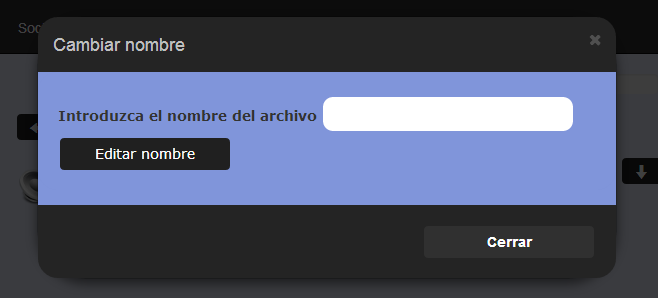 Cambiar nombre
Introduzca el nombre del archivo
Editar nombre
Cerrar